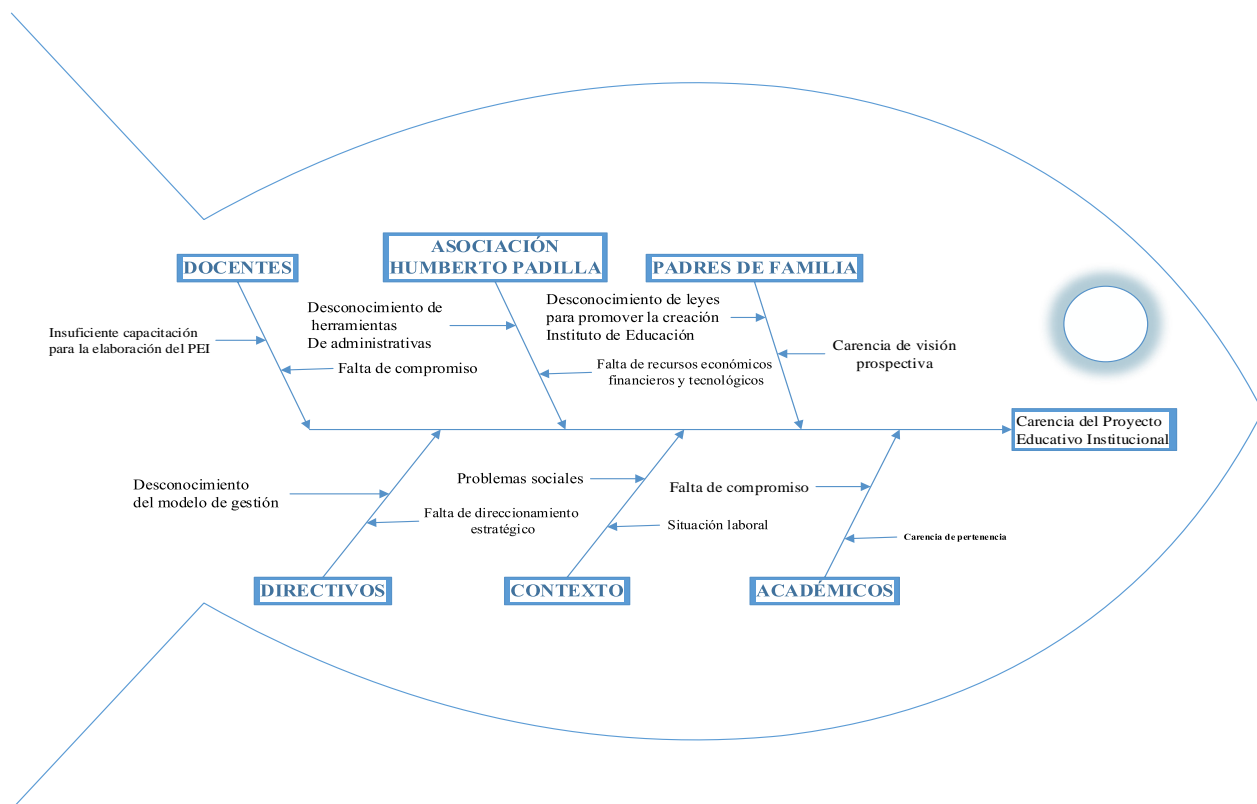 DOCENTES
ASOCIACIÓN
HUMBERTO PADILLA
PADRES DE FAMILIA
Insuficiente capacitación
para la elaboración del PEI
Falta de compromiso
Desconocimiento de
herramientas
De administrativas
Falta de recursos económicos
financieros y tecnológicos
Desconocimiento de leyes
para promover la creación
Instituto de Educación
Carencia de visión
prospectiva
Carencia del Proyecto
Educativo Institucional
Desconocimiento
del modelo de gestión
Falta de direccionamiento
estratégico
Problemas sociales
Situación laboral
Falta de compromiso
Carencia de pertenencia
DIRECTIVOS
CONTEXTO
ACADÉMICOS